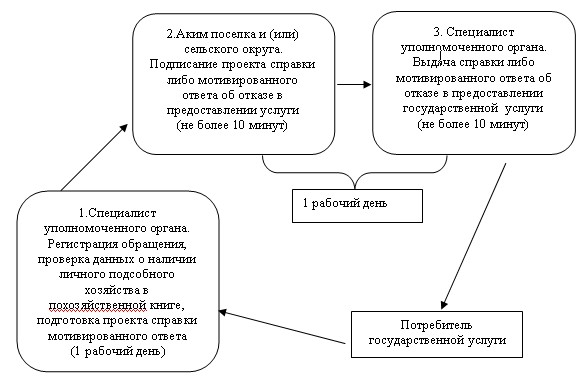 2.Аким поселка и (или)
сельского округа.
Подписание проекта справки
либо мотивированного
ответа об отказе в
предоставлении услуги
(не более 10 минут)
3. Специалист
уполномоченного органа.
Выдача справки либо
мотивированного ответа об
отказе в предоставлении
государственной услуги
(не более 10 минут)
1 рабочий день
1.Специалист
уполномоченного органа.
Регистрация обращения,
проверка данных о наличии
личного подсобного
хозяйства в
похозяйственной книге,
подготовка проекта справки
мотивированного ответа
(1 рабочий день)
Потребитель
государственной услуги